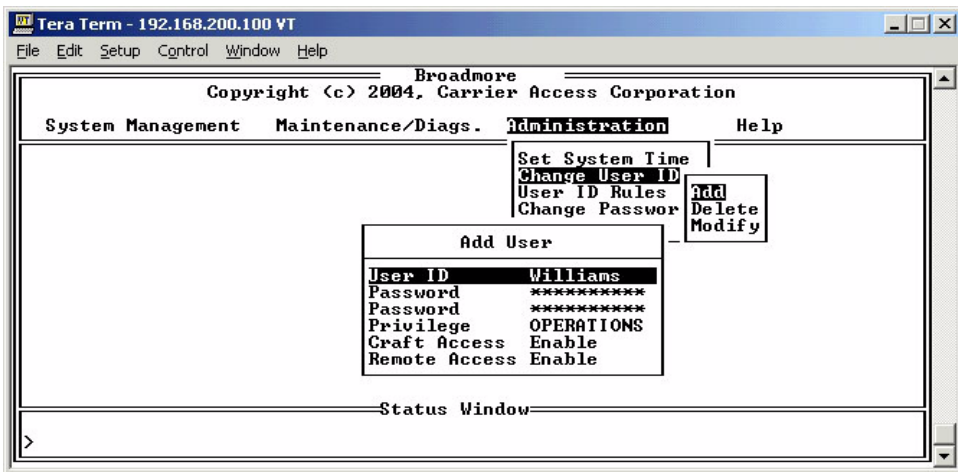 Tera Term - 192.168.200.100 VT
File Edit Setup Control Window Help
Broadmore
Copyright (c) 2004, Carrier Access Corporation
System Management Maintenance/Diags. Administration Help
Set System Time
Change User ID
User ID Rules
Change Passwor
Add
Delete
Modify
Add User
User ID Williams
Password **********
Password **********
Privilege OPERATIONS
Craft Access Enable
Remote Access Enable
Status Window
>